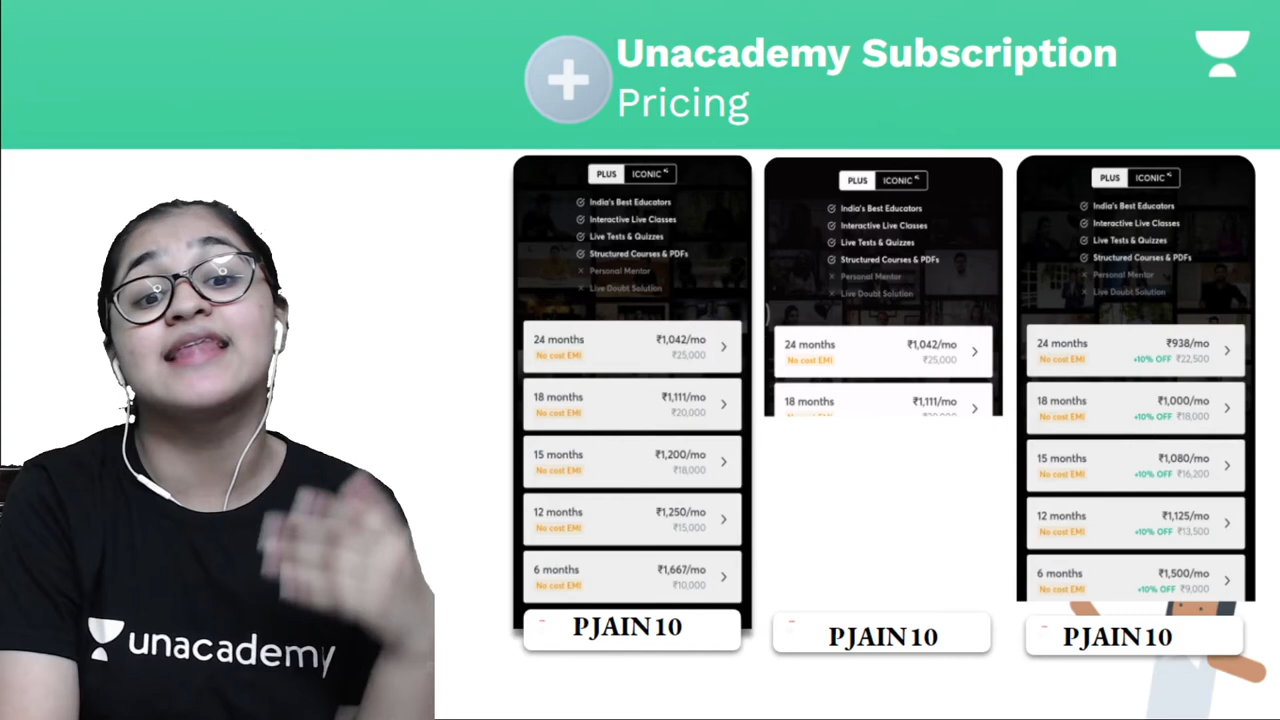 Unacademy Subscription
Pricing
PLUS ICONIC
India's Best Educators
Interactive Live Classes
Live Tests & Quizzes
Structured Courses & PDFs
Personal Mentor
Live Doubt Solution
24 months ₹1,042/mo
No cost EMI ₹25,000
18 months ₹1,111/mo
No cost EMI ₹20,000
15 months ₹1,200/mo
No cost EMI ₹18,000
12 months ₹1,250/mo
No cost EMI ₹15,000
6 months ₹1,667/mo
No cost EMI ₹10,000
PJAIN10
PLUS ICONIC
India's Best Educators
Interactive Live Classes
Live Tests & Quizzes
Structured Courses & PDFs
Personal Mentor
Live Doubt Solution
24 months ₹1,042/mo
No cost EMI ₹25,000
18 months ₹1,111/mo
PJAIN10
PLUS ICONIC
India's Best Educators
Interactive Live Classes
Live Tests & Quizzes
Structured Courses & PDFs
Personal Mentor
Live Doubt Solution
24 months ₹938/mo
No cost EMI +10% OFF ₹22,500
18 months ₹1,000/mo
No cost EMI +10% OFF ₹18,000
15 months ₹1,080/mo
No cost EMI +10% OFF ₹16,200
12 months ₹1,125/mo
No cost EMI +10% OFF ₹13,500
6 months ₹1,500/mo
No cost EMI +10% OFF ₹9,000
PJAIN10
unacademy